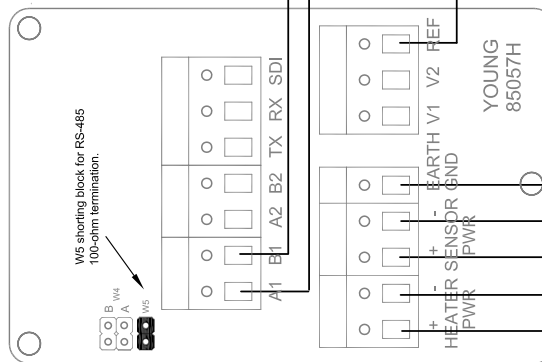 W5 shorting block for RS-485
100-ohm termination.
B
A
W4
W5
SDI
RX
TX
B2
A2
B1
A1
REF
V2
V1
EARTH GND
- SENSOR
+ PWR
- HEATER
+ PWR
YOUNG
85057H